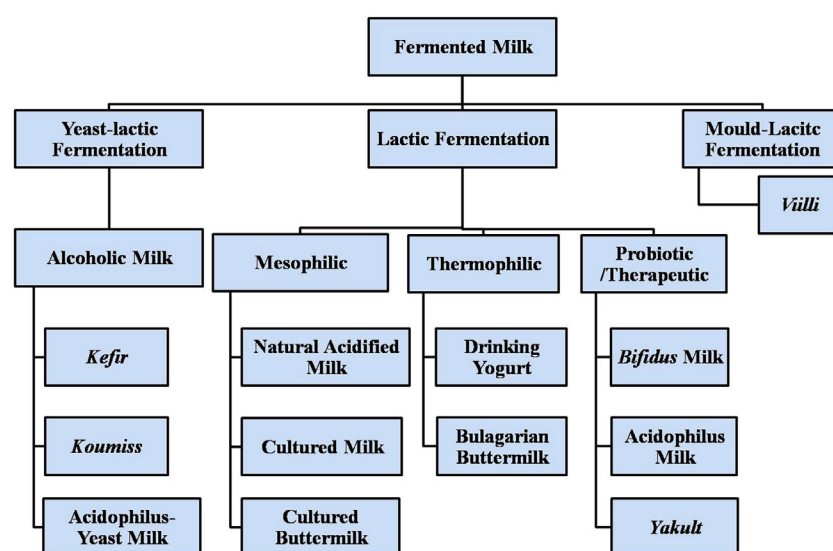 Fermented Milk
Yeast-lactic
Fermentation
Lactic Fermentation
Mould-Lacitc
Fermentation
Viilli
Alcoholic Milk
Mesophilic
Thermophilic
Probiotic
/Therapeutic
Kefir
Natural Acidified
Milk
Drinking
Yogurt
Bifidus Milk
Koumiss
Cultured Milk
Bulagarian
Buttermilk
Acidophilus
Milk
Acidophilus-
Yeast Milk
Cultured
Buttermilk
Yakult